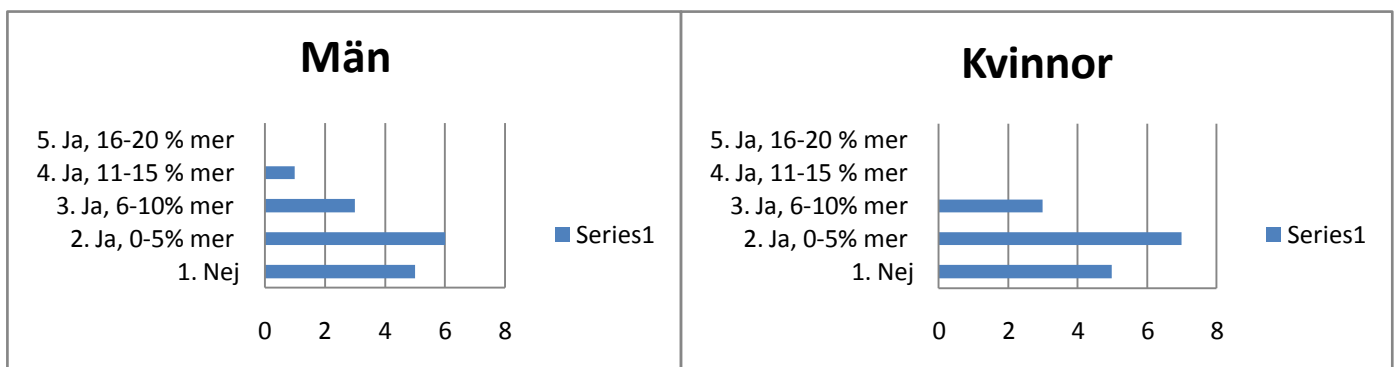 Män
5. Ja, 16-20 % mer
4. Ja, 11-15 % mer
3. Ja, 6-10% mer
2. Ja, 0-5% mer
1. Nej
0 2 4 6 8
Series1
Kvinnor
5. Ja, 16-20 % mer
4. Ja, 11-15 % mer
3. Ja, 6-10% mer
2. Ja, 0-5% mer
1. Nej
0 2 4 6 8
Series1